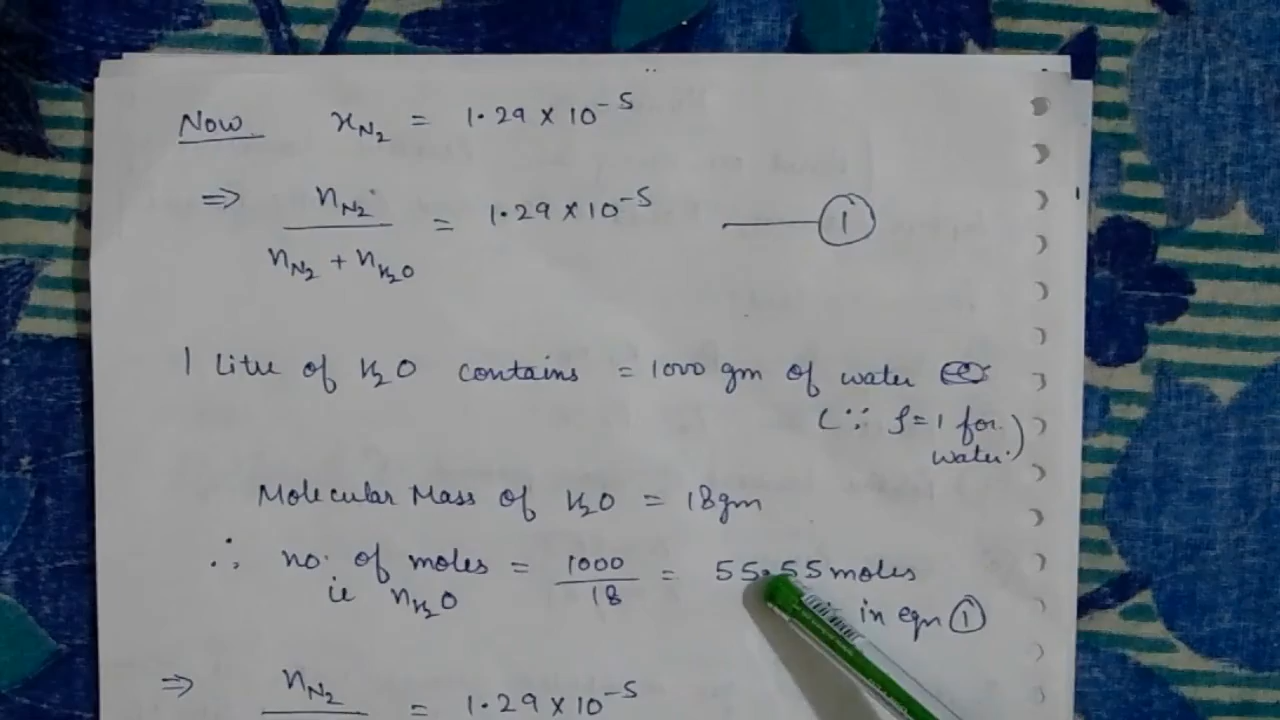 Now x_N₂ = 1.29 × 10⁻⁵
⇒ n_N₂ / (n_N₂ + n_H₂O) = 1.29 × 10⁻⁵ —— ①
1 Litre of H₂O contains = 1000 gm of water
(∵ ρ=1 for
water.)
Molecular Mass of H₂O = 18gm
∴ no. of moles = 1000/18 = 55.55 moles
ie n_H₂O in eqn ①
⇒ n_N₂ = 1.29 × 10⁻⁵